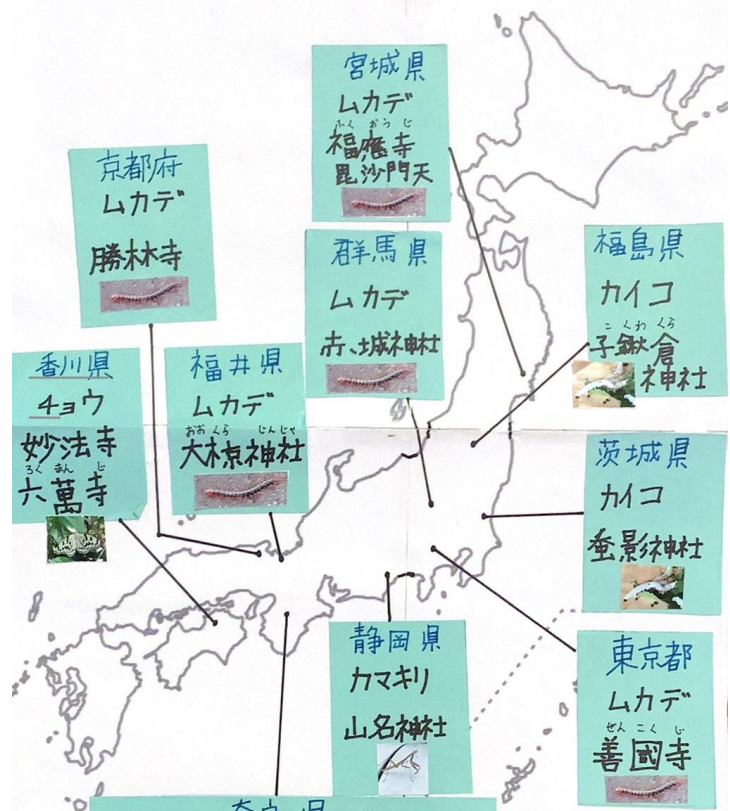 宮城県
ムカデ
ふく おう じ
福應寺
毘沙門天
京都府
ムカデ
勝林寺
群馬県
ムカデ
赤城神社
福島県
カイコ
こくわくら
子鍬倉
神社
香川県
チョウ
妙法寺
ろく まん じ
六萬寺
福井県
ムカデ
おおくら じんじゃ
大椋神社
茨城県
カイコ
蚕影神社
静岡県
カマキリ
山名神社
東京都
ムカデ
ぜん こく じ
善國寺
奈良県